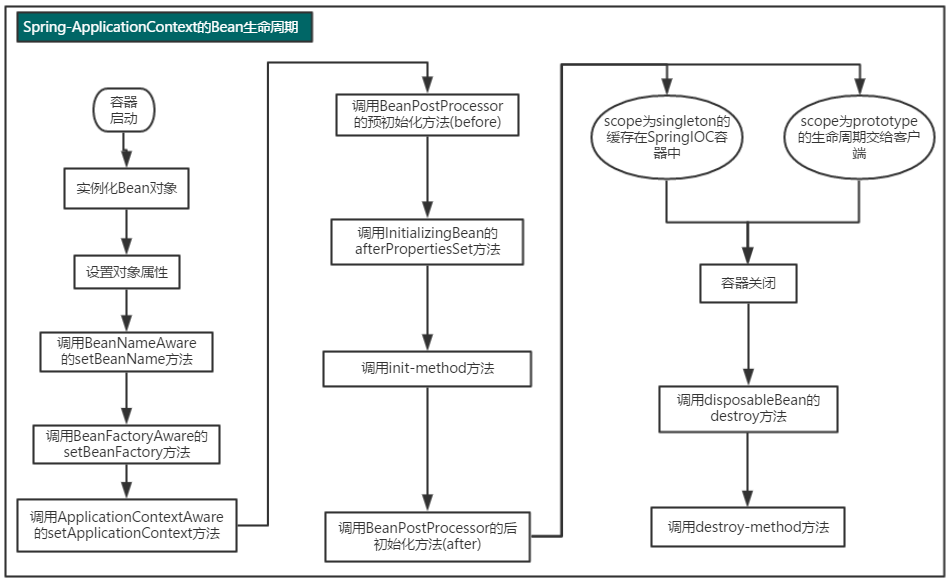 Spring-ApplicationContext的Bean生命周期
容器
启动
实例化Bean对象
设置对象属性
调用BeanNameAware
的setBeanName方法
调用BeanFactoryAware的
setBeanFactory方法
调用ApplicationContextAware
的setApplicationContext方法
调用BeanPostProcessor
的预初始化方法(before)
调用InitializingBean的
afterPropertiesSet方法
调用init-method方法
调用BeanPostProcessor的后
初始化方法(after)
scope为singleton的
缓存在SpringIOC容
器中
scope为prototype
的生命周期交给客户
端
容器关闭
调用disposableBean的
destroy方法
调用destroy-method方法